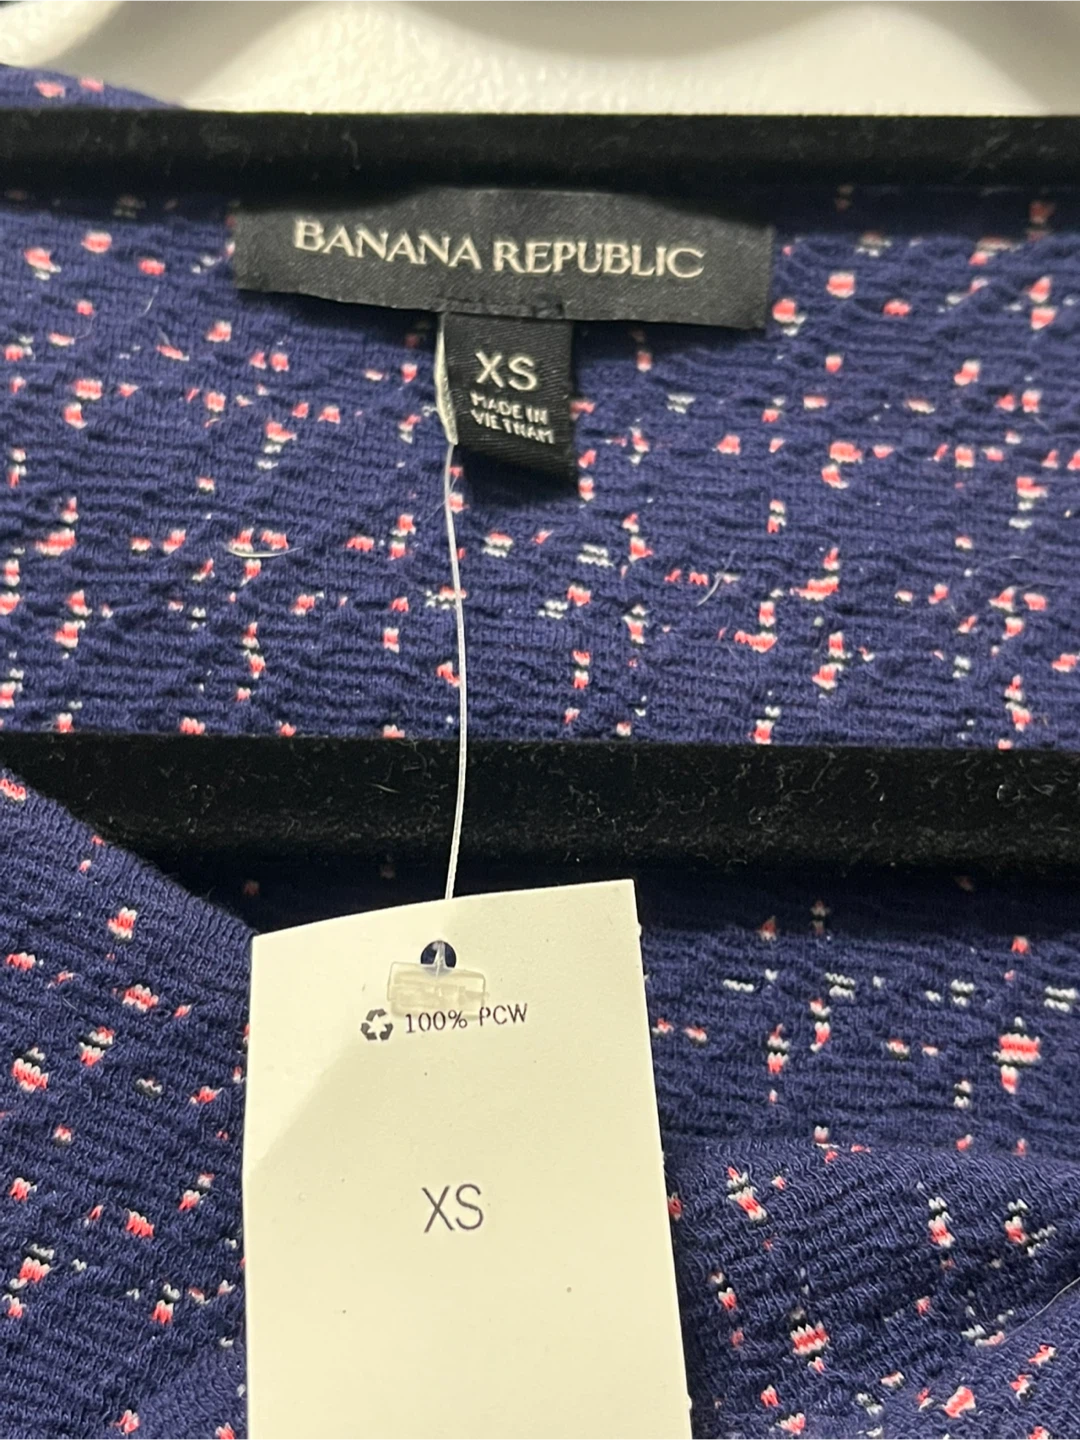 BANANA REPUBLIC
XS
MADE IN
VIETNAM
100% PCW
XS